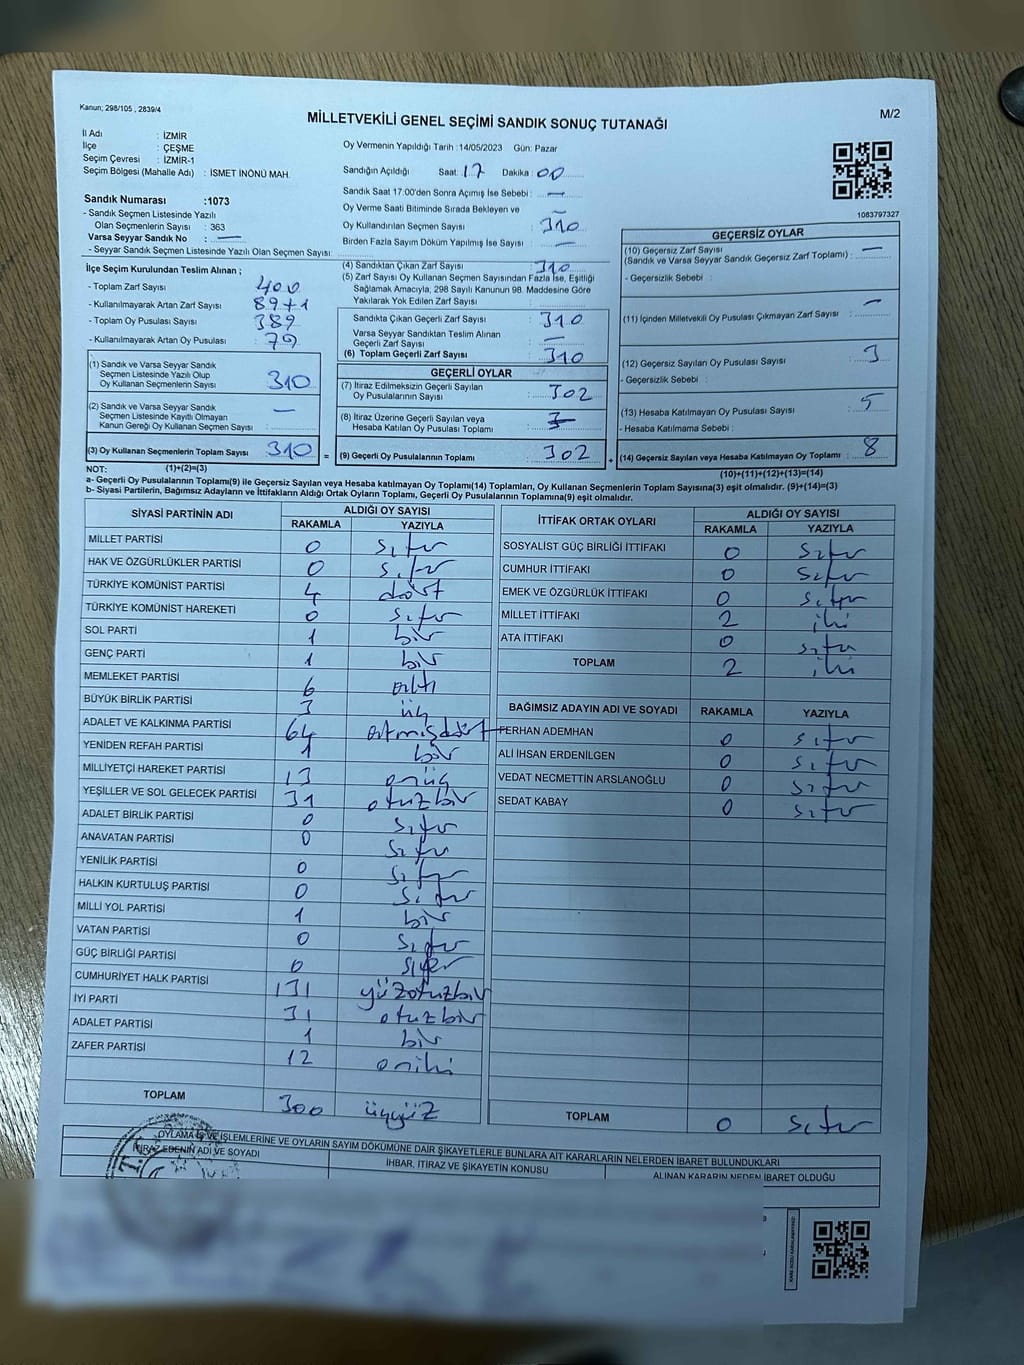 Kanun; 298/105 , 2839/4
MİLLETVEKİLİ GENEL SEÇİMİ SANDIK SONUÇ TUTANAĞI
M/2
İl Adı : İZMİR
İlçe : ÇEŞME
Seçim Çevresi : İZMİR-1
Seçim Bölgesi (Mahalle Adı) : İSMET İNÖNÜ MAH.
Oy Vermenin Yapıldığı Tarih :14/05/2023 Gün: Pazar
Sandığın Açıldığı Saat: 17 Dakika : 00
Sandık Saat 17:00'den Sonra Açımış İse Sebebi : —
Oy Verme Saati Bitiminde Sırada Bekleyen ve
Oy Kullandırılan Seçmen Sayısı : 310
Birden Fazla Sayım Döküm Yapılmış İse Sayısı : —
1083797327
Sandık Numarası :1073
- Sandık Seçmen Listesinde Yazılı
Olan Seçmenlerin Sayısı : 363
Varsa Seyyar Sandık No : —
- Seyyar Sandık Seçmen Listesinde Yazılı Olan Seçmen Sayısı:
İlçe Seçim Kurulundan Teslim Alınan ;
- Toplam Zarf Sayısı : 400
- Kullanılmayarak Artan Zarf Sayısı : 89+1
- Toplam Oy Pusulası Sayısı : 389
- Kullanılmayarak Artan Oy Pusulası : 79
(1) Sandık ve Varsa Seyyar Sandık
Seçmen Listesinde Yazılı Olup
Oy Kullanan Seçmenlerin Sayısı : 310
(2) Sandık ve Varsa Seyyar Sandık
Seçmen Listesinde Kayıtlı Olmayan
Kanun Gereği Oy Kullanan Seçmen Sayısı : —
(3) Oy Kullanan Seçmenlerin Toplam Sayısı : 310 =
(4) Sandıktan Çıkan Zarf Sayısı : 310
(5) Zarf Sayısı Oy Kullanan Seçmen Sayısından Fazla İse, Eşitliği
Sağlamak Amacıyla, 298 Sayılı Kanunun 98. Maddesine Göre
Yakılarak Yok Edilen Zarf Sayısı :
Sandıkta Çıkan Geçerli Zarf Sayısı : 310
Varsa Seyyar Sandıktan Teslim Alınan
Geçerli Zarf Sayısı : —
(6) Toplam Geçerli Zarf Sayısı : 310
GEÇERLİ OYLAR
(7) İtiraz Edilmeksizin Geçerli Sayılan
Oy Pusulalarının Sayısı : 302
(8) İtiraz Üzerine Geçerli Sayılan veya
Hesaba Katılan Oy Pusulası Toplamı :
(9) Geçerli Oy Pusulalarının Toplamı : 302 +
GEÇERSİZ OYLAR
(10) Geçersiz Zarf Sayısı
(Sandık ve Varsa Seyyar Sandık Geçersiz Zarf Toplamı) : —
- Geçersizlik Sebebi :
(11) İçinden Milletvekili Oy Pusulası Çıkmayan Zarf Sayısı : —
(12) Geçersiz Sayılan Oy Pusulası Sayısı : 3
- Geçersizlik Sebebi :
(13) Hesaba Katılmayan Oy Pusulası Sayısı : 5
- Hesaba Katılmama Sebebi :
(14) Geçersiz Sayılan veya Hesaba Katılmayan Oy Toplamı : 8
NOT: (1)+(2)=(3)
(10)+(11)+(12)+(13)=(14)
a- Geçerli Oy Pusulalarının Toplamı(9) ile Geçersiz Sayılan veya Hesaba Katılmayan Oy Toplamı(14) Toplamları, Oy Kullanan Seçmenlerin Toplam Sayısına(3) eşit olmalıdır. (9)+(14)=(3)
b- Siyasi Partilerin, Bağımsız Adayların ve İttifakların Aldığı Ortak Oyların Toplamı, Geçerli Oy Pusulalarının Toplamına(9) eşit olmalıdır.
SİYASİ PARTİNİN ADI ALDIĞI OY SAYISI
RAKAMLA YAZIYLA
MİLLET PARTİSİ 0 sıfır
HAK VE ÖZGÜRLÜKLER PARTİSİ 0 sıfır
TÜRKİYE KOMÜNİST PARTİSİ 4 dört
TÜRKİYE KOMÜNİST HAREKETİ 0 sıfır
SOL PARTİ 1 bir
GENÇ PARTİ 1 bir
MEMLEKET PARTİSİ 6 altı
BÜYÜK BİRLİK PARTİSİ 3 üç
ADALET VE KALKINMA PARTİSİ 64 altmışdört
YENİDEN REFAH PARTİSİ 1 bir
MİLLİYETÇİ HAREKET PARTİSİ 13 onüç
YEŞİLLER VE SOL GELECEK PARTİSİ 31 otuzbir
ADALET BİRLİK PARTİSİ 0 sıfır
ANAVATAN PARTİSİ 0 sıfır
YENİLİK PARTİSİ 0 sıfır
HALKIN KURTULUŞ PARTİSİ 0 sıfır
MİLLİ YOL PARTİSİ 1 bir
VATAN PARTİSİ 0 sıfır
GÜÇ BİRLİĞİ PARTİSİ 0 sıfır
CUMHURİYET HALK PARTİSİ 131 yüzotuzbir
İYİ PARTİ 31 otuzbir
ADALET PARTİSİ 1 bir
ZAFER PARTİSİ 12 oniki
TOPLAM 300 üçyüz
İTTİFAK ORTAK OYLARI ALDIĞI OY SAYISI
RAKAMLA YAZIYLA
SOSYALİST GÜÇ BİRLİĞİ İTTİFAKI 0 sıfır
CUMHUR İTTİFAKI 0 sıfır
EMEK VE ÖZGÜRLÜK İTTİFAKI 0 sıfır
MİLLET İTTİFAKI 2 iki
ATA İTTİFAKI 0 sıfır
TOPLAM 2 iki
BAĞIMSIZ ADAYIN ADI VE SOYADI RAKAMLA YAZIYLA
FERHAN ADEMHAN 0 sıfır
ALİ İHSAN ERDENİLGEN 0 sıfır
VEDAT NECMETTİN ARSLANOĞLU 0 sıfır
SEDAT KABAY 0 sıfır
TOPLAM 0 sıfır
OYLAMA İŞ VE İŞLEMLERİNE VE OYLARIN SAYIM DÖKÜMÜNE DAİR ŞİKAYETLERLE BUNLARA AİT KARARLARIN NELERDEN İBARET BULUNDUKLARI
İTİRAZ EDENİN ADI VE SOYADI
İHBAR, İTİRAZ VE ŞİKAYETİN KONUSU
ALINAN KARARIN NEDEN İBARET OLDUĞU